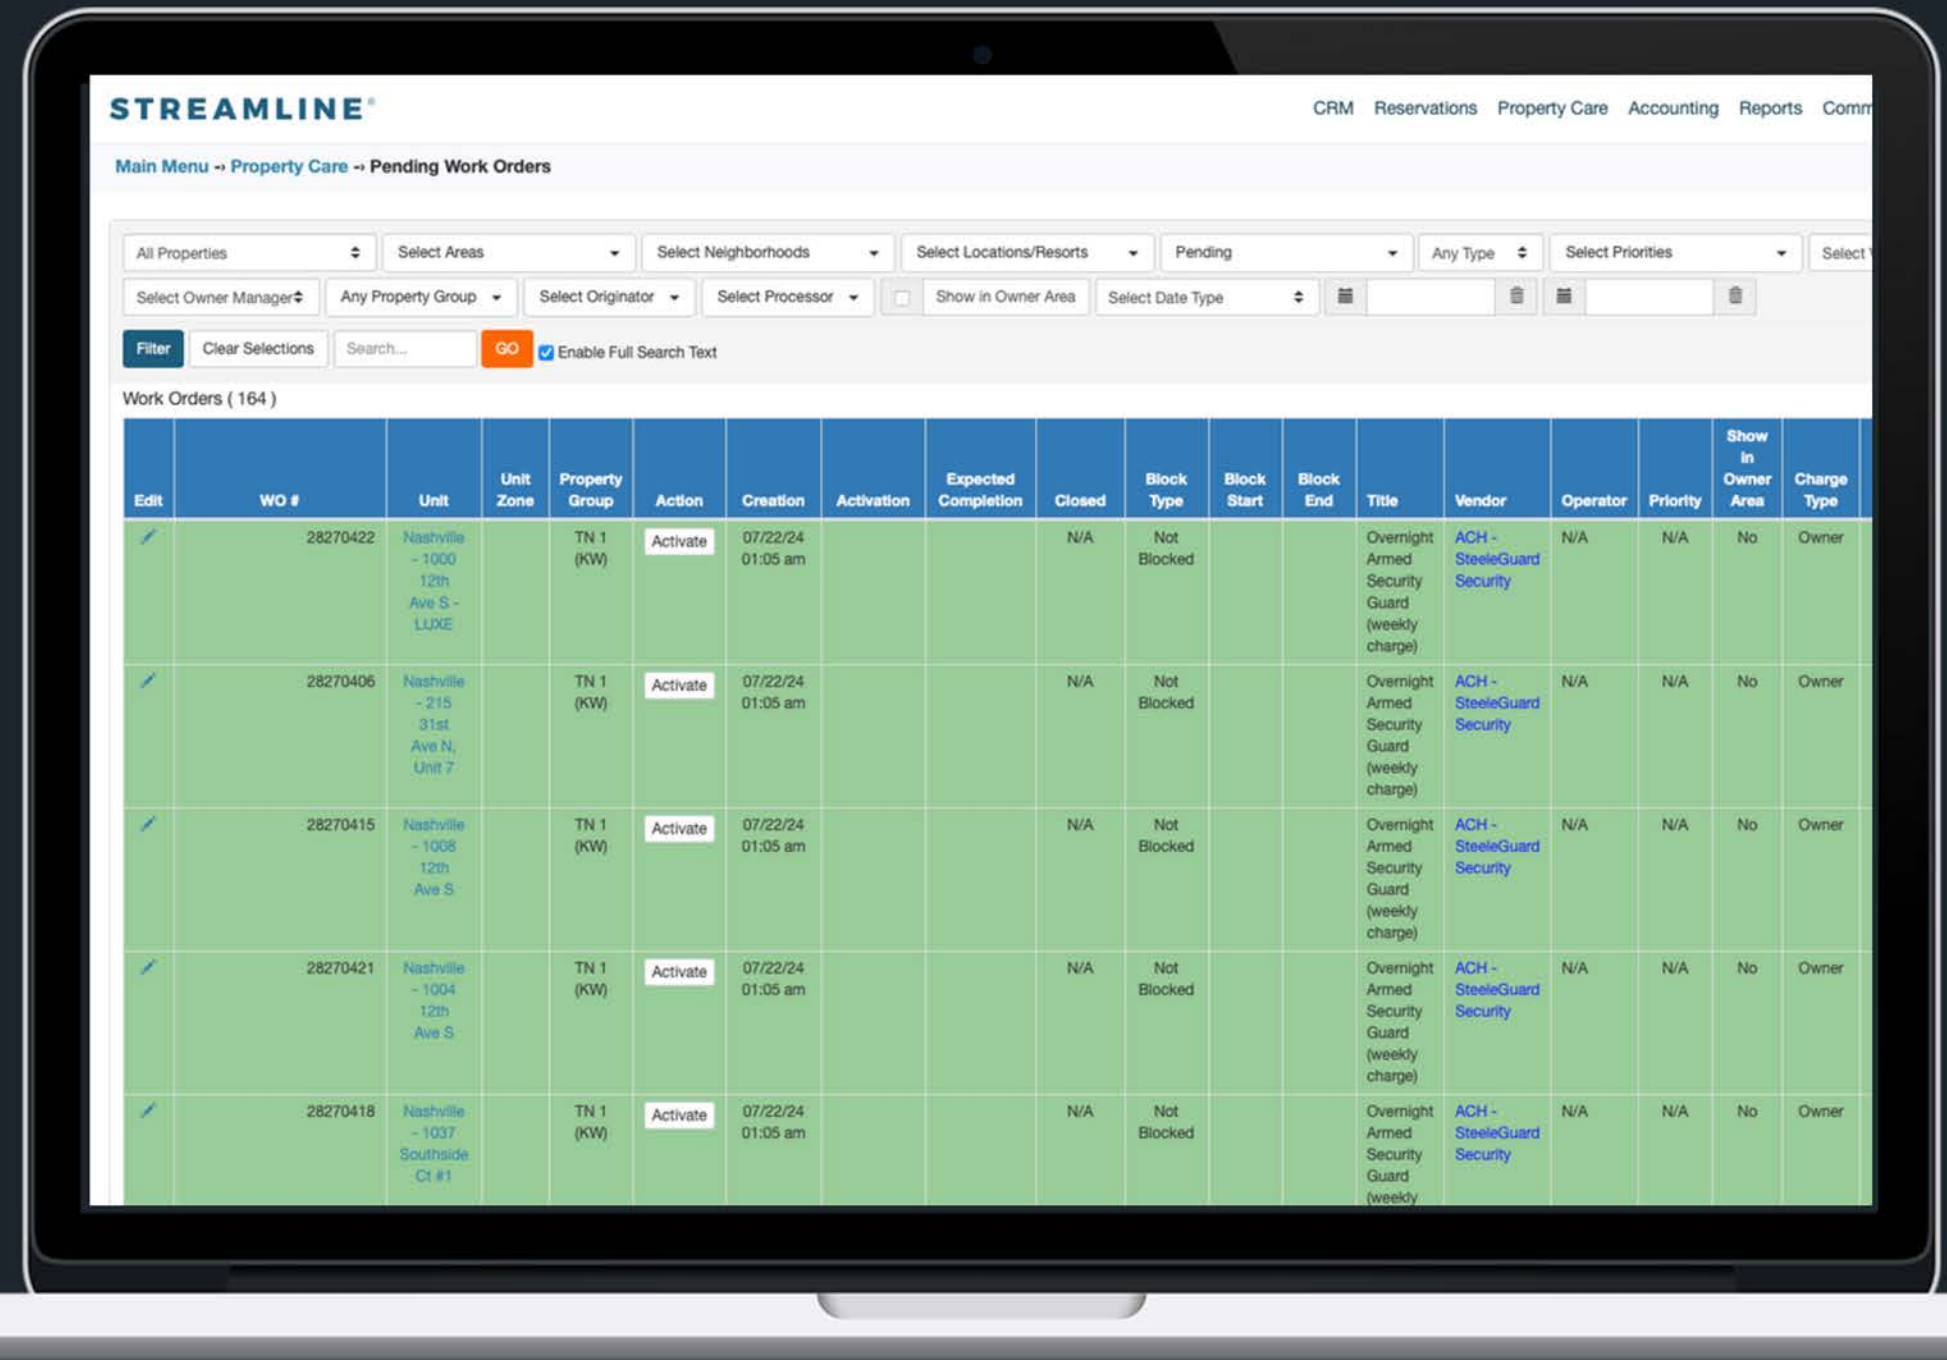 STREAMLINE®
CRM Reservations Property Care Accounting Reports Comm
Main Menu -> Property Care -> Pending Work Orders
All Properties Select Areas Select Neighborhoods Select Locations/Resorts Pending Any Type Select Priorities Select
Select Owner Manager Any Property Group Select Originator Select Processor Show in Owner Area Select Date Type
Filter Clear Selections Search... GO Enable Full Search Text
Work Orders ( 164 )
Edit WO # Unit Unit Zone Property Group Action Creation Activation Expected Completion Closed Block Type Block Start Block End Title Vendor Operator Priority Show In Owner Area Charge Type
28270422 Nashville - 1000 12th Ave S - LUXE TN 1 (KW) Activate 07/22/24 01:05 am N/A Not Blocked Overnight Armed Security Guard (weekly charge) ACH - SteeleGuard Security N/A N/A No Owner
28270406 Nashville - 215 31st Ave N, Unit 7 TN 1 (KW) Activate 07/22/24 01:05 am N/A Not Blocked Overnight Armed Security Guard (weekly charge) ACH - SteeleGuard Security N/A N/A No Owner
28270415 Nashville - 1008 12th Ave S TN 1 (KW) Activate 07/22/24 01:05 am N/A Not Blocked Overnight Armed Security Guard (weekly charge) ACH - SteeleGuard Security N/A N/A No Owner
28270421 Nashville - 1004 12th Ave S TN 1 (KW) Activate 07/22/24 01:05 am N/A Not Blocked Overnight Armed Security Guard (weekly charge) ACH - SteeleGuard Security N/A N/A No Owner
28270418 Nashville - 1037 Southside Ct #1 TN 1 (KW) Activate 07/22/24 01:05 am N/A Not Blocked Overnight Armed Security Guard (weekly ACH - SteeleGuard Security N/A N/A No Owner